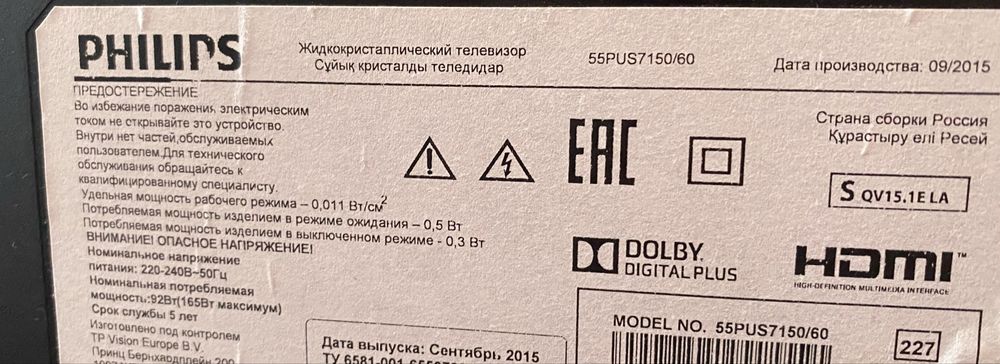 PHILIPS
Жидкокристаллический телевизор
Сұйық кристалды теледидар
55PUS7150/60
Дата производства: 09/2015
ПРЕДОСТЕРЕЖЕНИЕ
Во избежание поражения, электрическим
током не открывайте это устройство.
Внутри нет частей,обслуживаемых
пользователем.Для технического
обслуживания обращайтесь к
квалифицированному специалисту.
Удельная мощность рабочего режима – 0,011 Вт/см²
Потребляемая мощность изделием в режиме ожидания – 0,5 Вт
Потребляемая мощность изделием в выключенном режиме - 0,3 Вт
ВНИМАНИЕ! ОПАСНОЕ НАПРЯЖЕНИЕ!
Номинальное напряжение
питания: 220-240В~50Гц
Номинальная потребляемая
мощность:92Вт(165Вт максимум)
Срок службы 5 лет
Изготовлено под контролем
TP Vision Europe B.V.
Принц Бернхардплейн 200
EAC
Страна сборки Россия
Құрастыру елі Ресей
S QV15.1E LA
DOLBY
DIGITAL PLUS
HDMI™
HIGH-DEFINITION MULTIMEDIA INTERFACE
Дата выпуска: Сентябрь 2015
MODEL NO. 55PUS7150/60
227